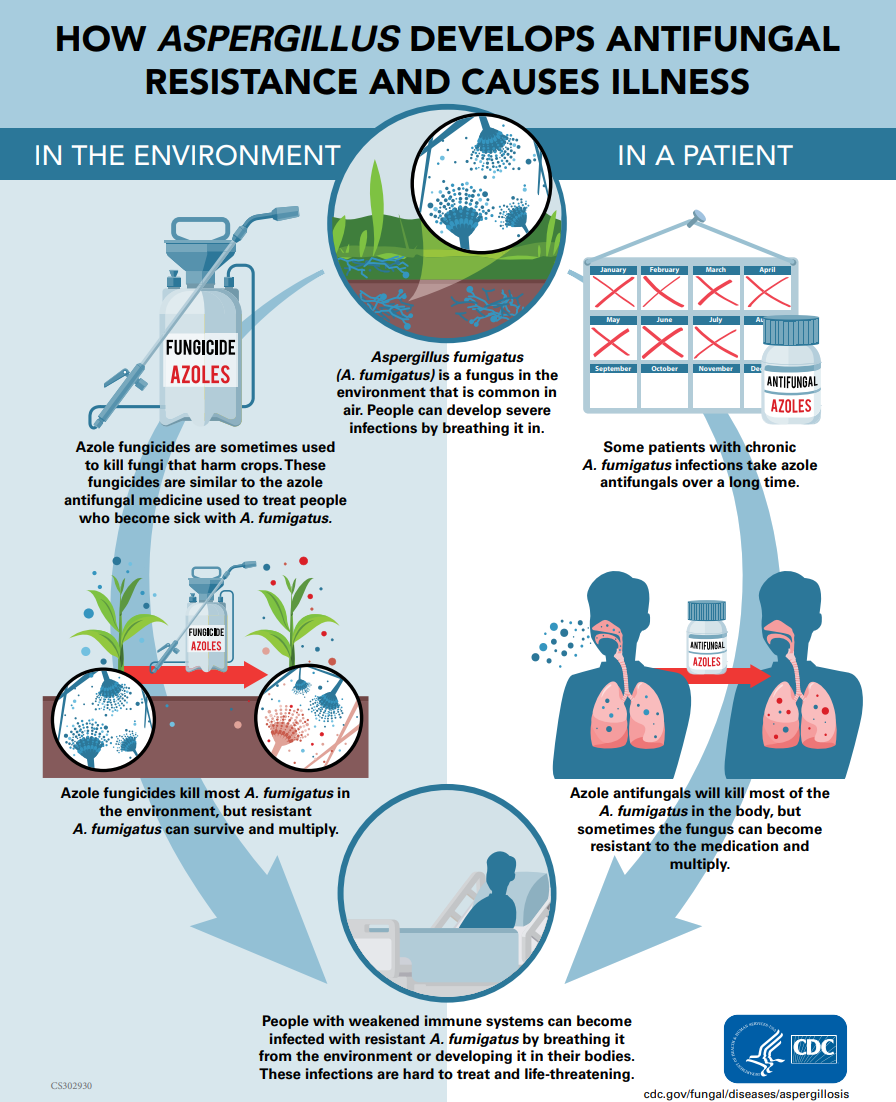 HOW ASPERGILLUS DEVELOPS ANTIFUNGAL
RESISTANCE AND CAUSES ILLNESS
IN THE ENVIRONMENT
IN A PATIENT
FUNGICIDE
AZOLES
Aspergillus fumigatus
(A. fumigatus) is a fungus in the
environment that is common in
air. People can develop severe
infections by breathing it in.
January February March April
May June July Au
September October November De
ANTIFUNGAL
AZOLES
Azole fungicides are sometimes used
to kill fungi that harm crops. These
fungicides are similar to the azole
antifungal medicine used to treat people
who become sick with A. fumigatus.
Some patients with chronic
A. fumigatus infections take azole
antifungals over a long time.
FUNGICIDE
AZOLES
ANTIFUNGAL
AZOLES
Azole fungicides kill most A. fumigatus in
the environment, but resistant
A. fumigatus can survive and multiply.
Azole antifungals will kill most of the
A. fumigatus in the body, but
sometimes the fungus can become
resistant to the medication and
multiply.
People with weakened immune systems can become
infected with resistant A. fumigatus by breathing it
from the environment or developing it in their bodies.
These infections are hard to treat and life-threatening.
CS302930
CDC
cdc.gov/fungal/diseases/aspergillosis